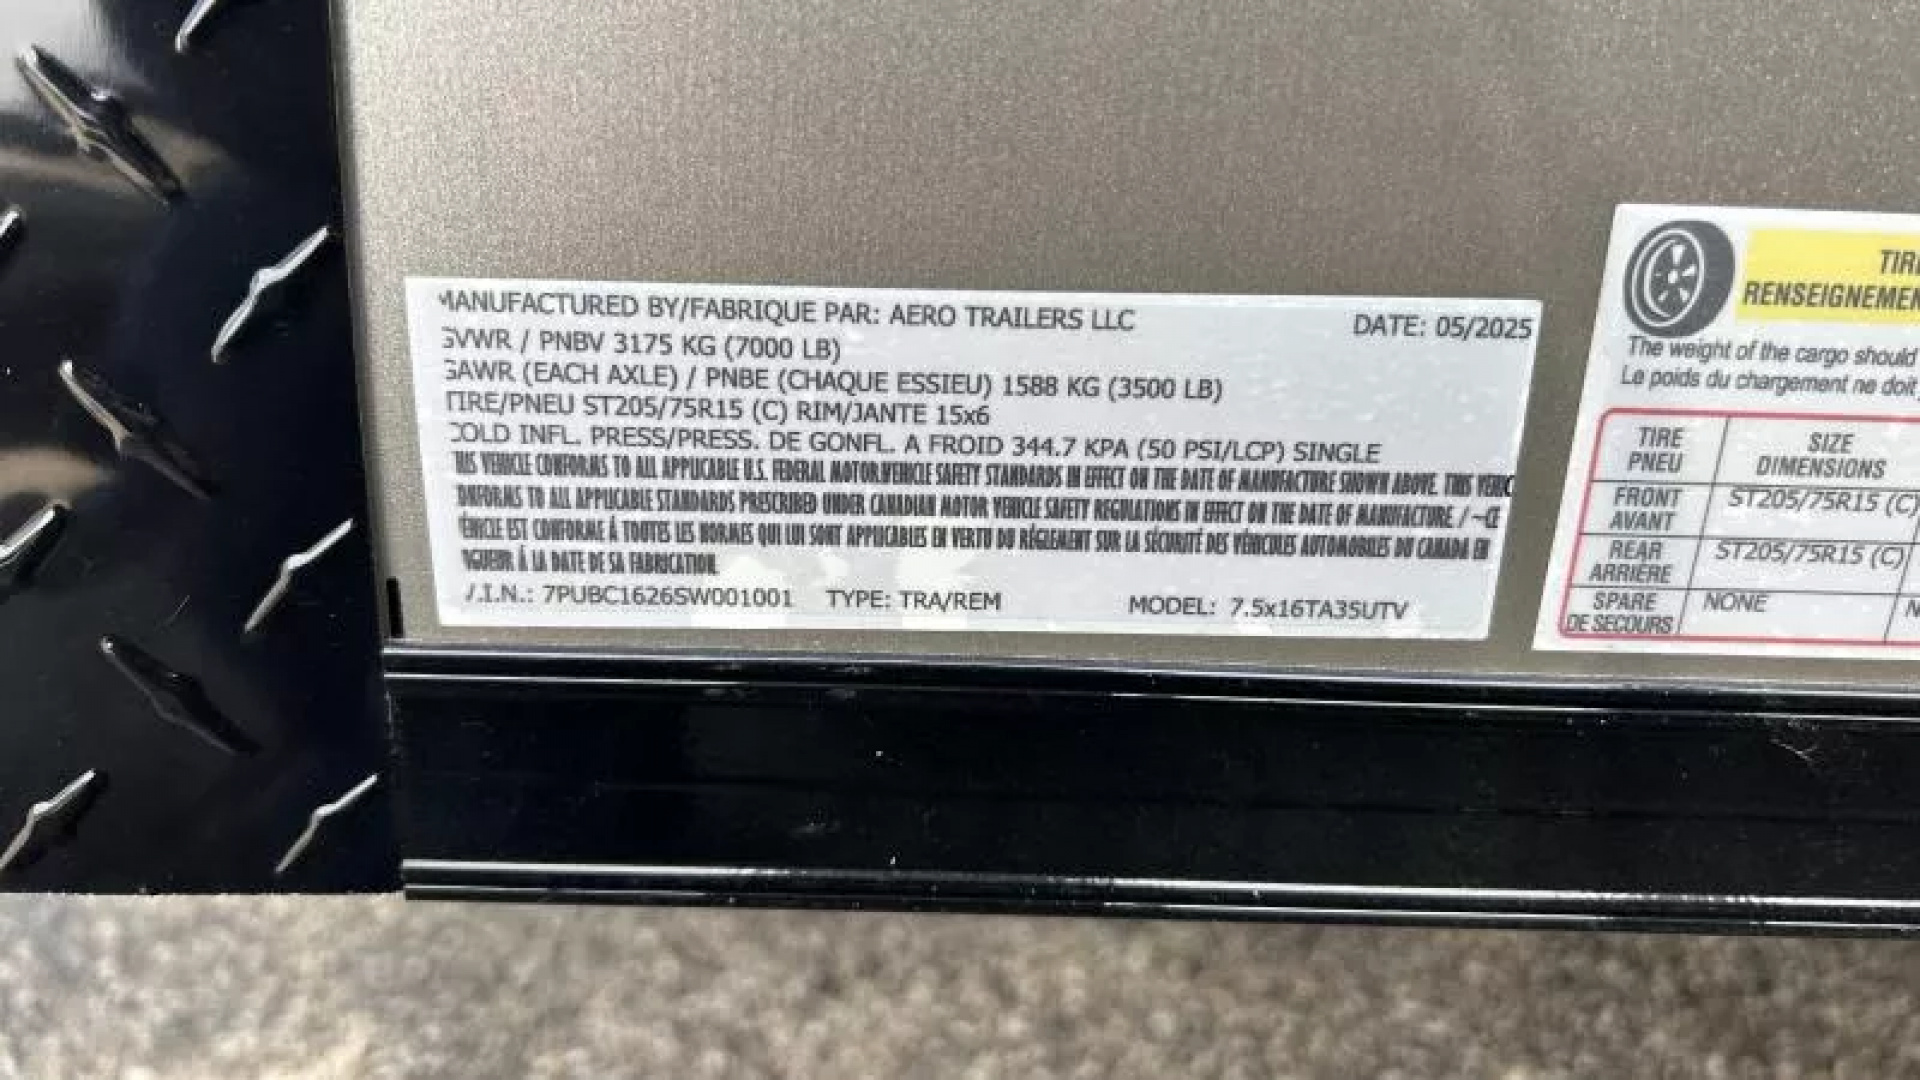 MANUFACTURED BY/FABRIQUE PAR: AERO TRAILERS LLC DATE: 05/2025
GVWR / PNBV 3175 KG (7000 LB)
GAWR (EACH AXLE) / PNBE (CHAQUE ESSIEU) 1588 KG (3500 LB)
TIRE/PNEU ST205/75R15 (C) RIM/JANTE 15x6
COLD INFL. PRESS/PRESS. DE GONFL. A FROID 344.7 KPA (50 PSI/LCP) SINGLE
THIS VEHICLE CONFORMS TO ALL APPLICABLE U.S. FEDERAL MOTOR VEHICLE SAFETY STANDARDS IN EFFECT ON THE DATE OF MANUFACTURE SHOWN ABOVE. THIS VEHIC
ONFORMS TO ALL APPLICABLE STANDARDS PRESCRIBED UNDER CANADIAN MOTOR VEHICLE SAFETY REGULATIONS IN EFFECT ON THE DATE OF MANUFACTURE. / ~CE
ÉHICLE EST CONFORME À TOUTES LES NORMES QUI LUI SONT APPLICABLES EN VERTU DU RÉGLEMENT SUR LA SÉCURITÉ DES VÉHICULES AUTOMOBILES DU CANADA EN
VIGUEUR À LA DATE DE SA FABRICATION.
V.I.N.: 7PUBC1626SW001001 TYPE: TRA/REM MODEL: 7.5x16TA35UTV
TIRE
RENSEIGNEMEN
The weight of the cargo should
Le poids du chargement ne doit
TIRE PNEU SIZE DIMENSIONS
FRONT AVANT ST205/75R15 (C)
REAR ARRIÈRE ST205/75R15 (C)
SPARE DE SECOURS NONE N